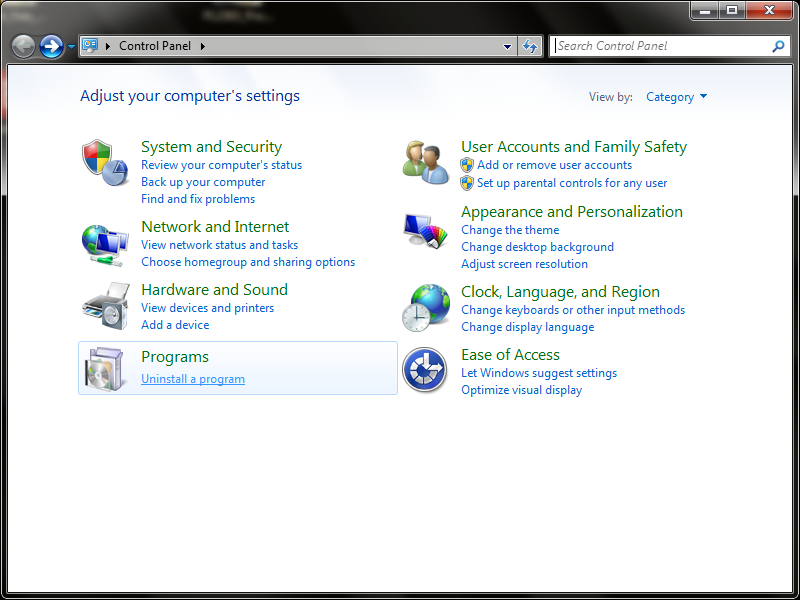 Control Panel
Search Control Panel
Adjust your computer's settings
View by: Category
System and Security
Review your computer's status
Back up your computer
Find and fix problems
Network and Internet
View network status and tasks
Choose homegroup and sharing options
Hardware and Sound
View devices and printers
Add a device
Programs
Uninstall a program
User Accounts and Family Safety
Add or remove user accounts
Set up parental controls for any user
Appearance and Personalization
Change the theme
Change desktop background
Adjust screen resolution
Clock, Language, and Region
Change keyboards or other input methods
Change display language
Ease of Access
Let Windows suggest settings
Optimize visual display